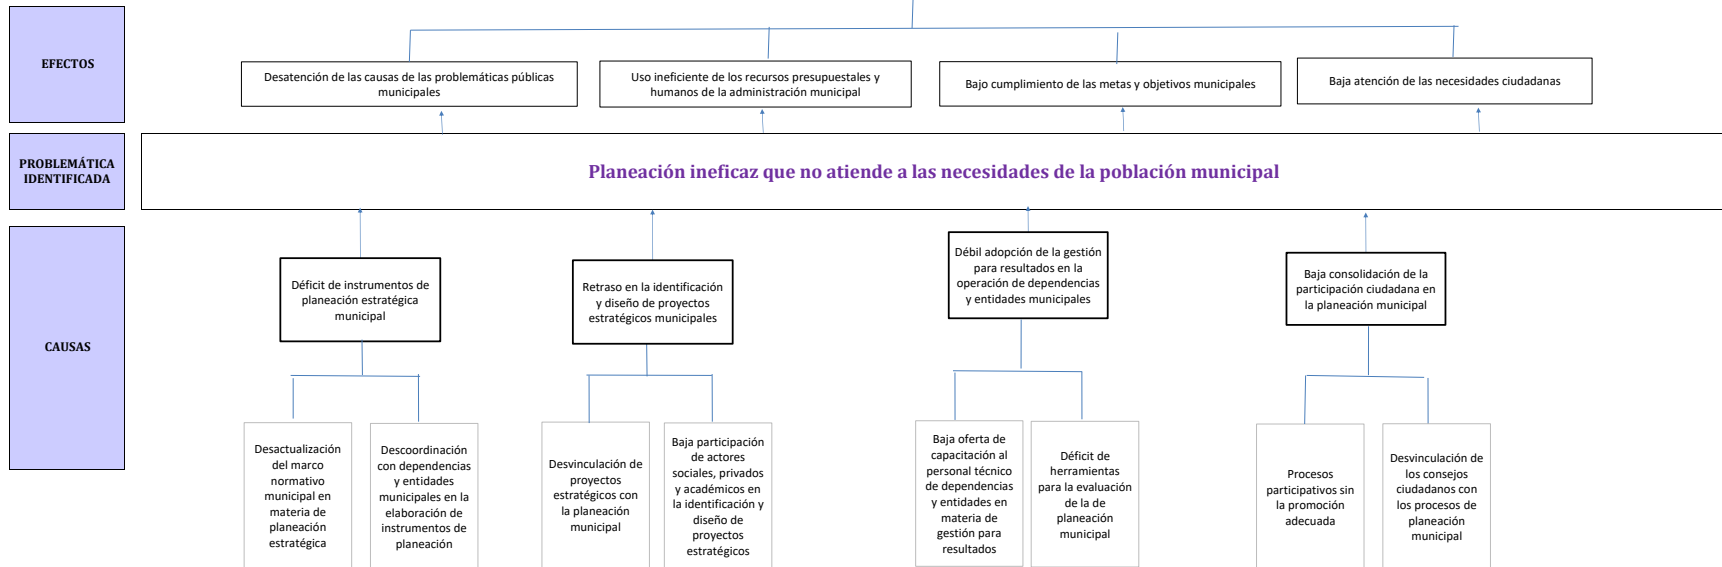 EFECTOS
Desatención de las causas de las problemáticas públicas
municipales
Uso ineficiente de los recursos presupuestales y
humanos de la administración municipal
Bajo cumplimiento de las metas y objetivos municipales
Baja atención de las necesidades ciudadanas
PROBLEMÁTICA
IDENTIFICADA
Planeación ineficaz que no atiende a las necesidades de la población municipal
CAUSAS
Déficit de instrumentos de
planeación estratégica
municipal
Retraso en la identificación
y diseño de proyectos
estratégicos municipales
Débil adopción de la gestión
para resultados en la
operación de dependencias
y entidades municipales
Baja consolidación de la
participación ciudadana en
la planeación municipal
Desactualización
del marco
normativo
municipal en
materia de
planeación
estratégica
Descoordinación
con dependencias
y entidades
municipales en la
elaboración de
instrumentos de
planeación
Desvinculación de
proyectos
estratégicos con
la planeación
municipal
Baja participación
de actores
sociales, privados
y académicos en
la identificación y
diseño de
proyectos
estratégicos
Baja oferta de
capacitación al
personal técnico
de dependencias
y entidades en
materia de
gestión para
resultados
Déficit de
herramientas
para la evaluación
de la de
planeación
municipal
Procesos
participativos sin
la promoción
adecuada
Desvinculación de
los consejos
ciudadanos con
los procesos de
planeación
municipal